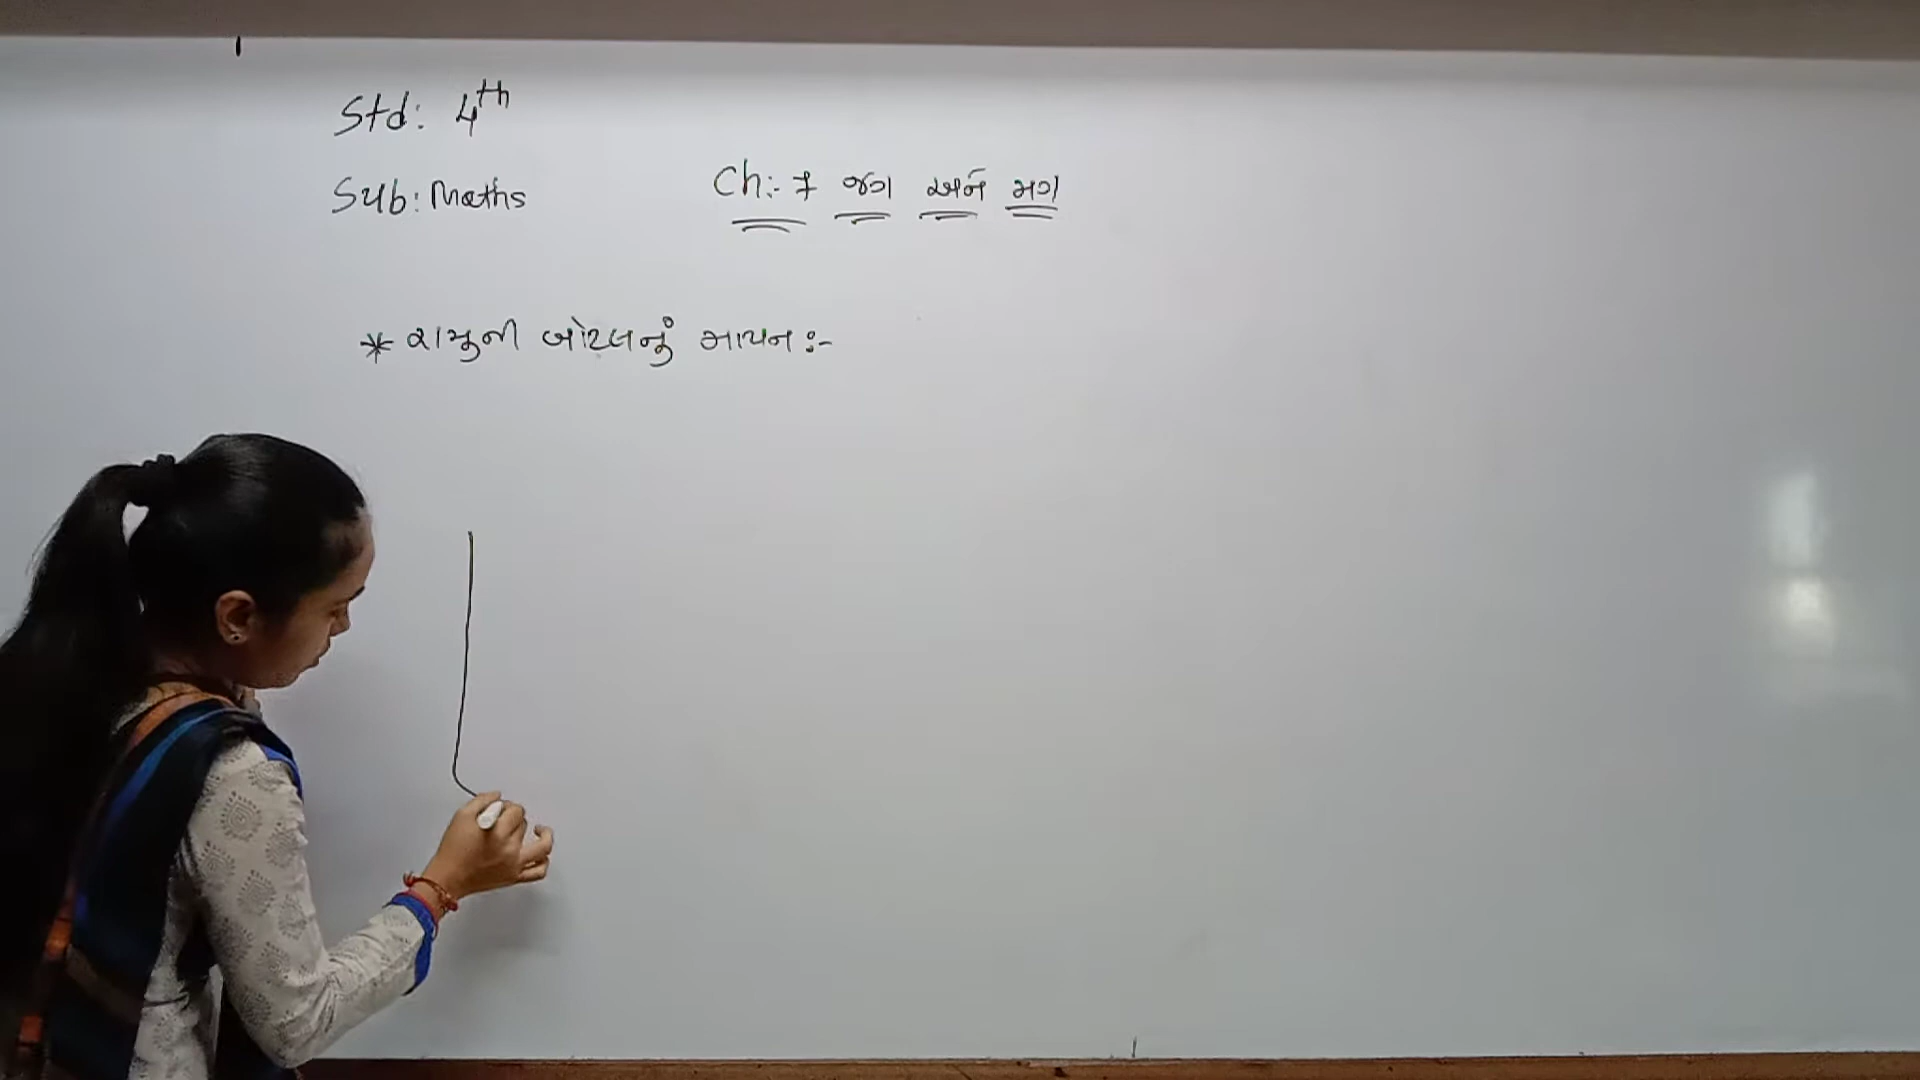 Std: 4th
Sub: Maths
Ch:- 7 જગ અને મગ
* રાજુની બોટલનું માપન :-